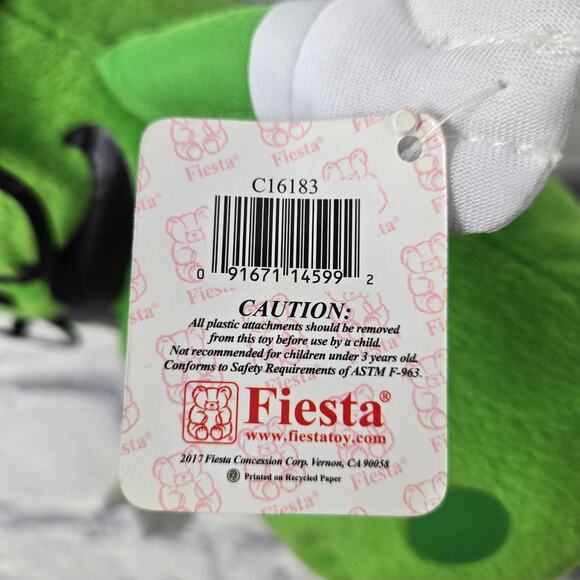 C16183
0 91671 14599 2
CAUTION:
All plastic attachments should be removed
from this toy before use by a child.
Not recommended for children under 3 years old.
Conforms to Safety Requirements of ASTM F-963.
Fiesta®
www.fiestatoy.com
2017 Fiesta Concession Corp. Vernon, CA 90058
Printed on Recycled Paper